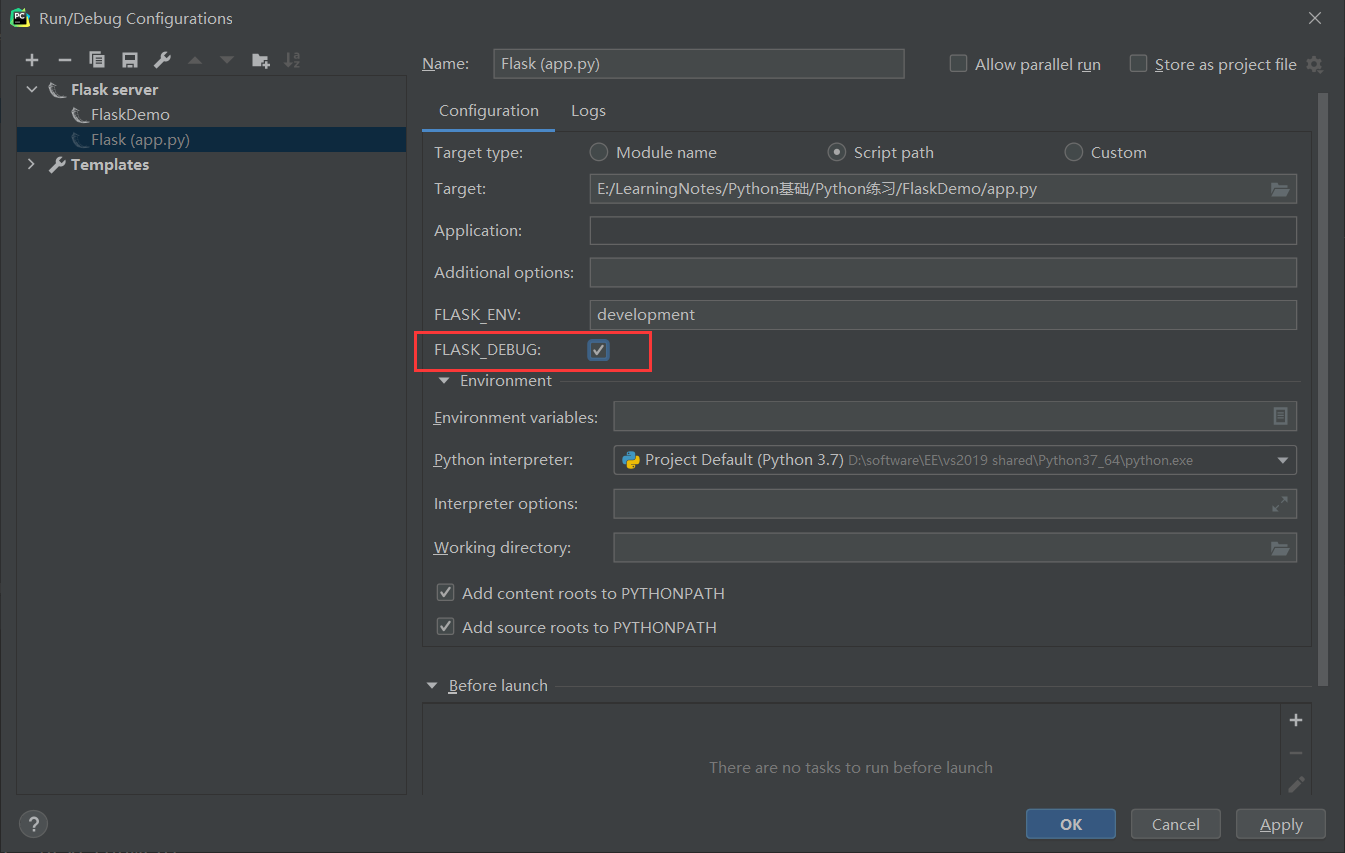 Run/Debug Configurations
Name: Flask (app.py) Allow parallel run Store as project file
Flask server
FlaskDemo
Flask (app.py)
Templates
Configuration Logs
Target type: Module name Script path Custom
Target: E:/LearningNotes/Python基础/Python练习/FlaskDemo/app.py
Application:
Additional options:
FLASK_ENV: development
FLASK_DEBUG:
Environment
Environment variables:
Python interpreter: Project Default (Python 3.7) D:\software\EE\vs2019 shared\Python37_64\python.exe
Interpreter options:
Working directory:
Add content roots to PYTHONPATH
Add source roots to PYTHONPATH
Before launch
There are no tasks to run before launch
? OK Cancel Apply